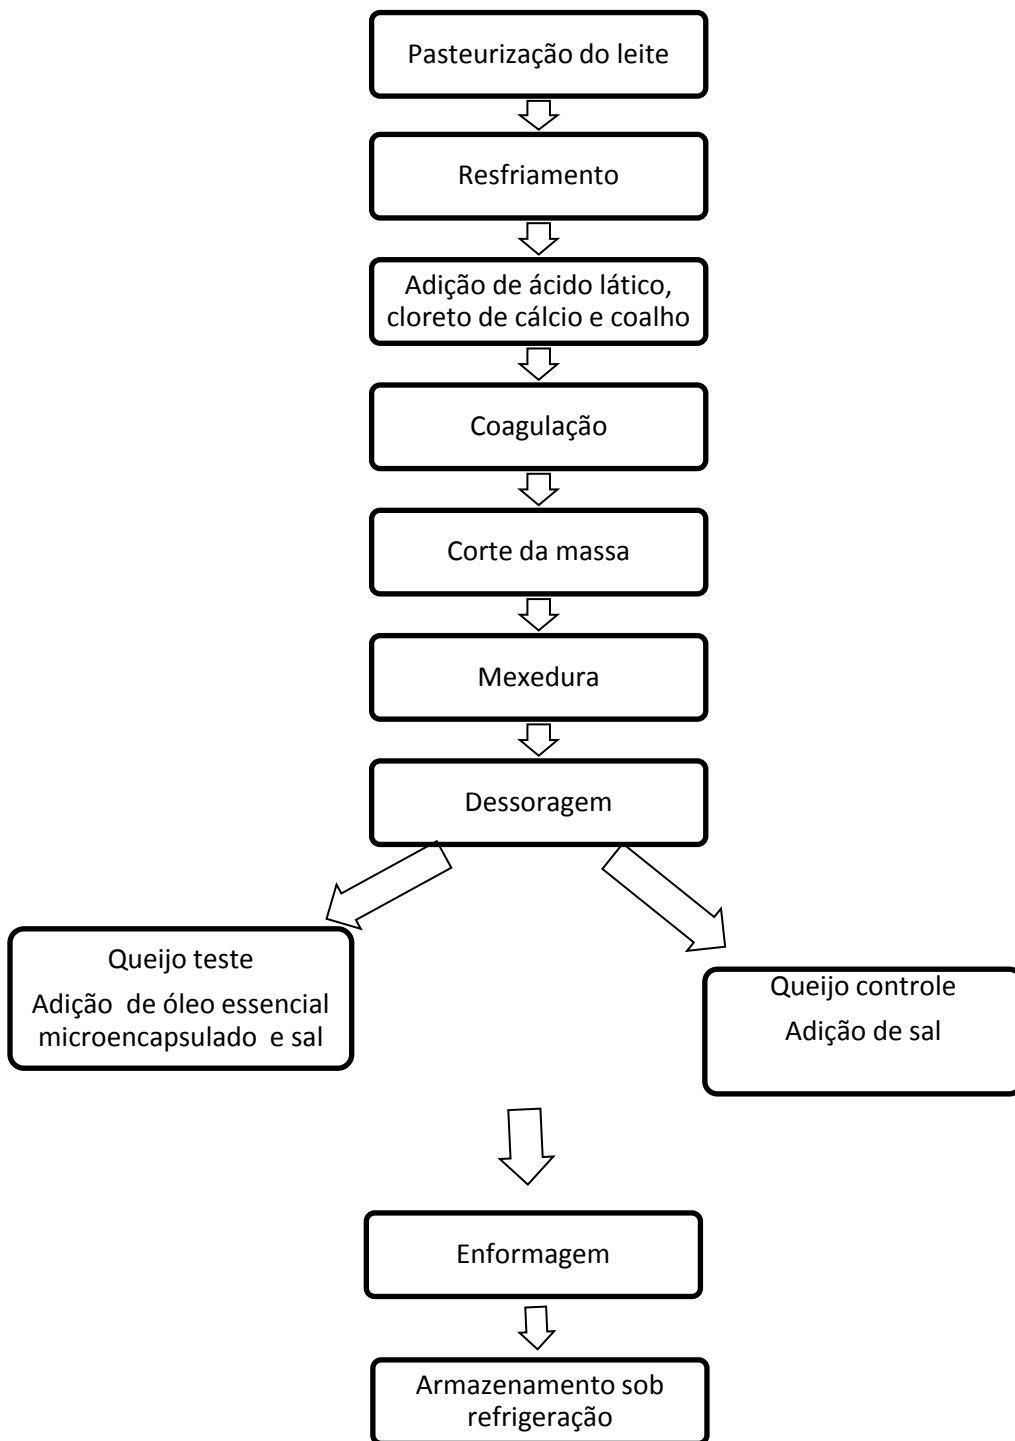 Pasteurização do leite
Resfriamento
Adição de ácido lático,
cloreto de cálcio e coalho
Coagulação
Corte da massa
Mexedura
Dessoragem
Queijo teste
Adição de óleo essencial
microencapsulado e sal
Queijo controle
Adição de sal
Enformagem
Armazenamento sob
refrigeração